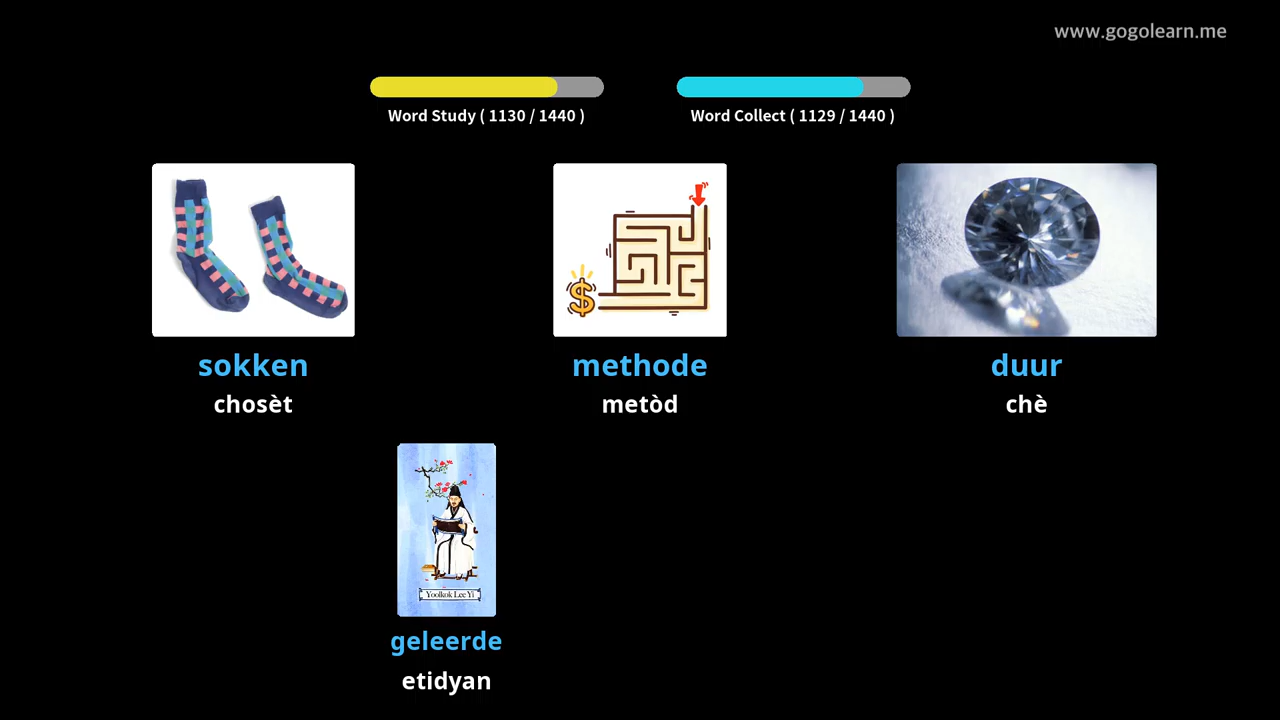 www.gogolearn.me
Word Study ( 1130 / 1440 )
Word Collect ( 1129 / 1440 )
sokken
chosèt
methode
metòd
duur
chè
Yoolkok Lee Yi
geleerde
etidyan